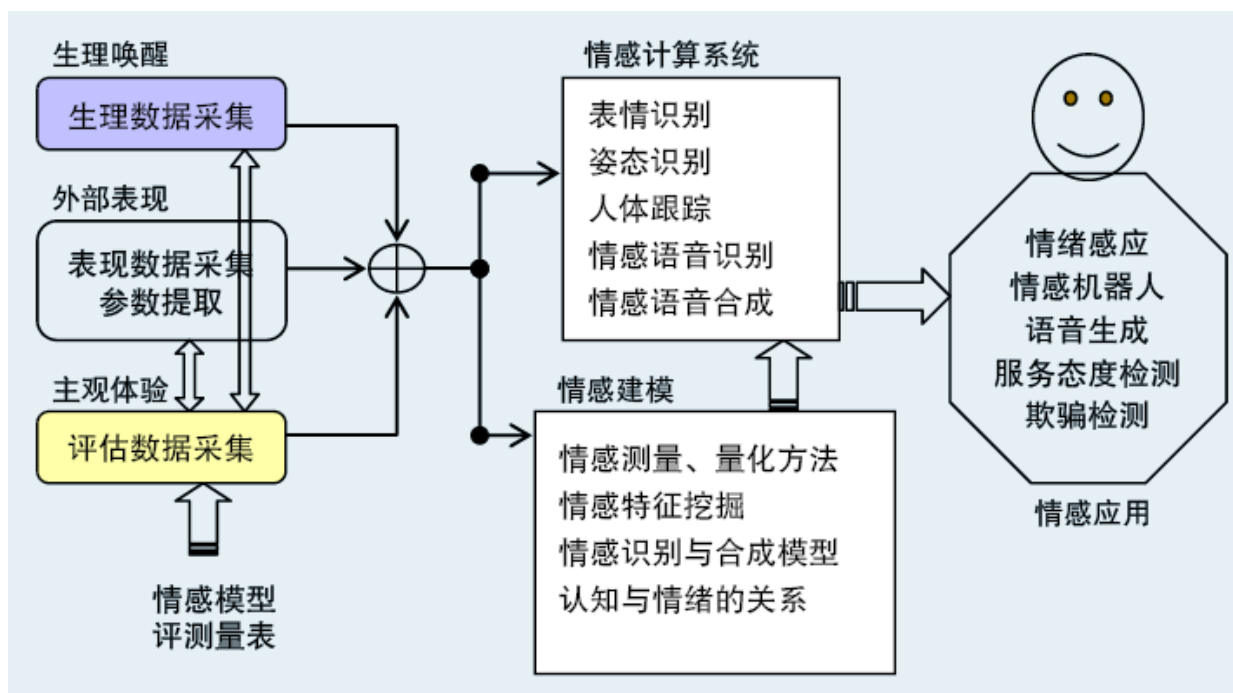 生理唤醒
生理数据采集
外部表现
表现数据采集
参数提取
主观体验
评估数据采集
情感模型
评测量表
情感计算系统
表情识别
姿态识别
人体跟踪
情感语音识别
情感语音合成
情感建模
情感测量、量化方法
情感特征挖掘
情感识别与合成模型
认知与情绪的关系
情绪感应
情感机器人
语音生成
服务态度检测
欺骗检测
情感应用